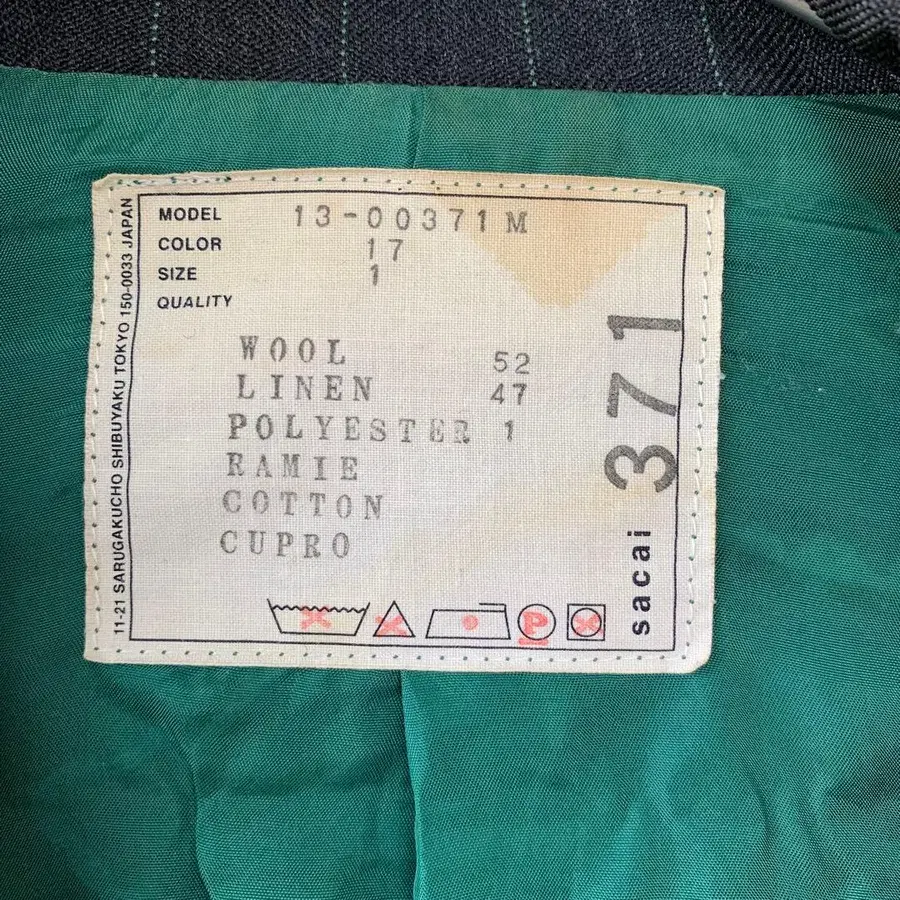 MODEL 13-00371 M
COLOR 17
SIZE 1
QUALITY
WOOL 52
LINEN 47
POLYESTER 1
RAMIE
COTTON
CUPRO
P
sacai 371
11-21 SARUGAKUCHO SHIBUYAKU TOKYO 150-0033 JAPAN